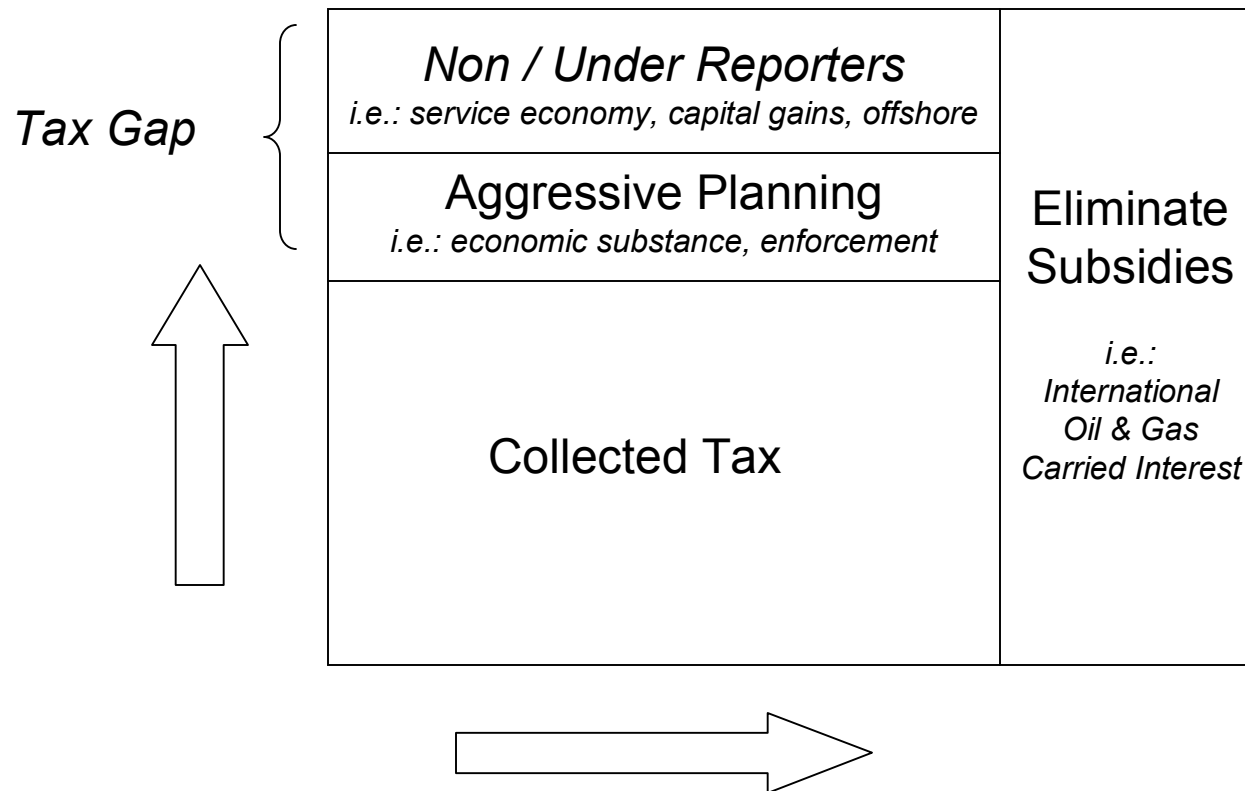 Tax Gap
Non / Under Reporters
i.e.: service economy, capital gains, offshore
Aggressive Planning
i.e.: economic substance, enforcement
Collected Tax
Eliminate
Subsidies
i.e.:
International
Oil & Gas
Carried Interest